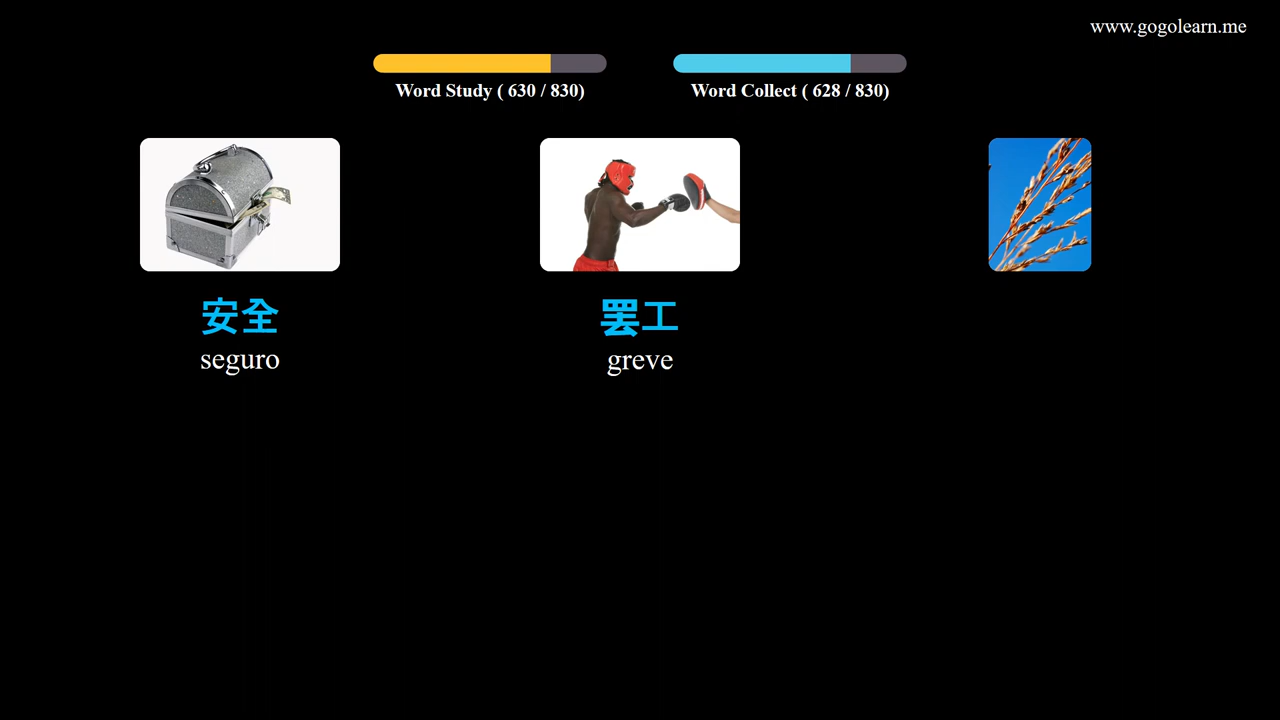 www.gogolearn.me
Word Study ( 630 / 830)
Word Collect ( 628 / 830)
安全
seguro
罢工
greve